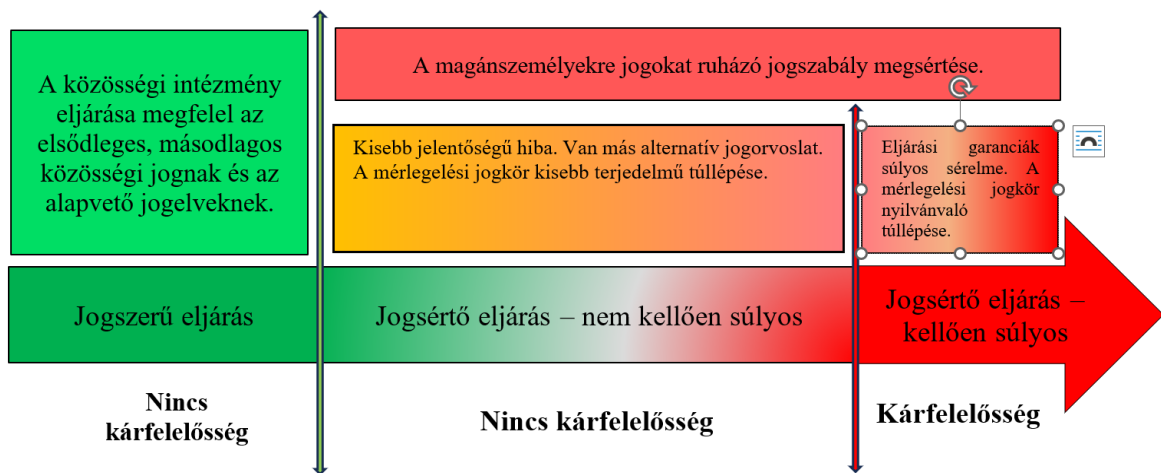 A közösségi intézmény
eljárása megfelel az
elsődleges, másodlagos
közösségi jognak és az
alapvető jogelveknek.
A magánszemélyekre jogokat ruházó jogszabály megsértése.
Kisebb jelentőségű hiba. Van más alternatív jogorvoslat.
A mérlegelési jogkör kisebb terjedelmű túllépése.
Eljárási garanciák
súlyos sérelme. A
mérlegelési jogkör
nyilvánvaló
túllépése.
Jogszerű eljárás
Jogsértő eljárás – nem kellően súlyos
Jogsértő eljárás –
kellően súlyos
Nincs
kárfelelősség
Nincs kárfelelősség
Kárfelelősség